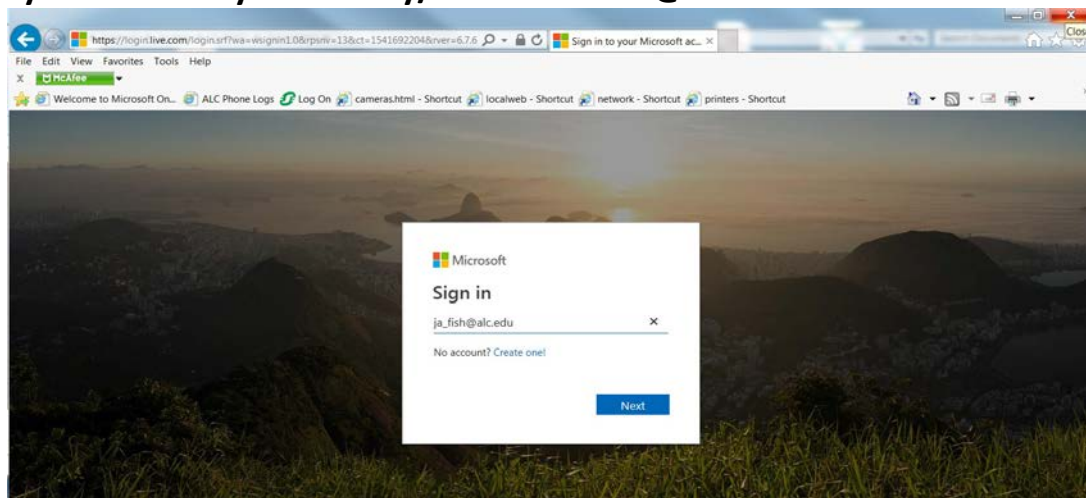 https://login.live.com/login.srf?wa=wsignin1.0&rpsnv=13&ct=1541692204&rver=6.7.6
Sign in to your Microsoft ac...
Clos
File Edit View Favorites Tools Help
X McAfee
Welcome to Microsoft On... ALC Phone Logs Log On cameras.html - Shortcut localweb - Shortcut network - Shortcut printers - Shortcut
Microsoft
Sign in
ja_fish@alc.edu
No account? Create one!
Next